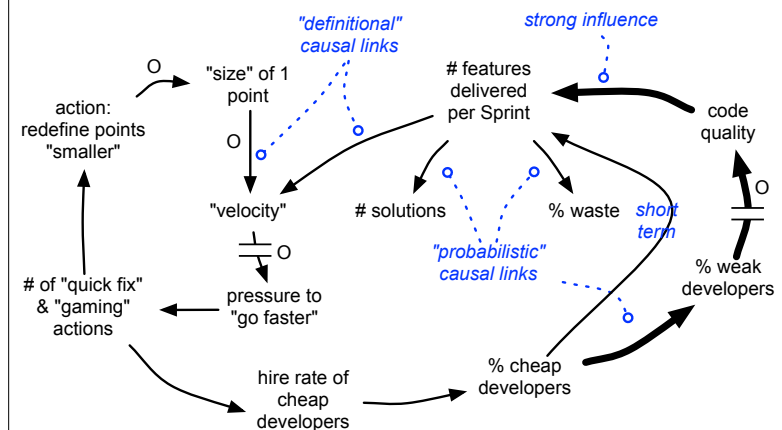 "definitional"
causal links
strong influence
O
"size" of 1
point
# features
delivered
per Sprint
action:
redefine points
"smaller"
code
quality
O
O
"velocity"
# solutions
% waste
short
term
O
"probabilistic"
causal links
% weak
developers
# of "quick fix"
& "gaming"
actions
pressure to
"go faster"
hire rate of
cheap
developers
% cheap
developers